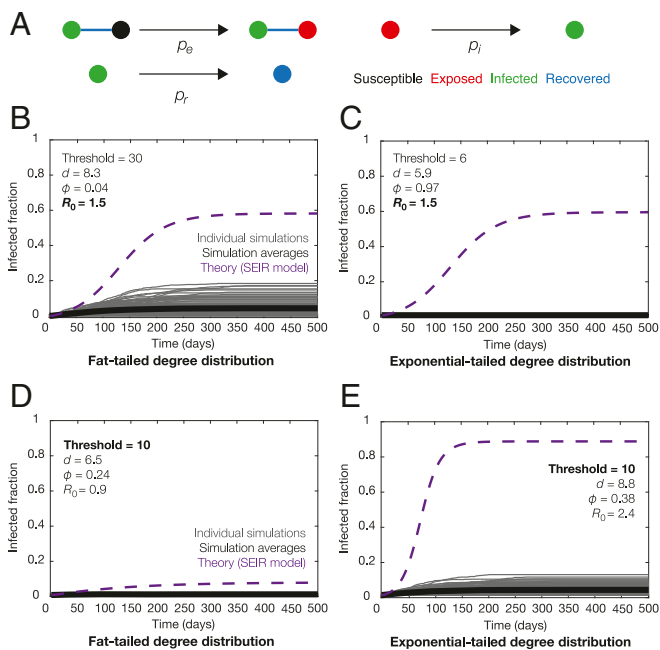 A
p_e
p_i
p_r
Susceptible Exposed Infected Recovered
B
Infected fraction
1
0.8
0.6
0.4
0.2
0
Threshold = 30
d = 8.3
ϕ = 0.04
R₀ = 1.5
Individual simulations
Simulation averages
Theory (SEIR model)
0 50 100 150 200 250 300 350 400 450 500
Time (days)
Fat-tailed degree distribution
C
Infected fraction
1
0.8
0.6
0.4
0.2
0
Threshold = 6
d = 5.9
ϕ = 0.97
R₀ = 1.5
0 50 100 150 200 250 300 350 400 450 500
Time (days)
Exponential-tailed degree distribution
D
Infected fraction
1
0.8
0.6
0.4
0.2
0
Threshold = 10
d = 6.5
ϕ = 0.24
R₀ = 0.9
Individual simulations
Simulation averages
Theory (SEIR model)
0 50 100 150 200 250 300 350 400 450 500
Time (days)
Fat-tailed degree distribution
E
Infected fraction
1
0.8
0.6
0.4
0.2
0
Threshold = 10
d = 8.8
ϕ = 0.38
R₀ = 2.4
0 50 100 150 200 250 300 350 400 450 500
Time (days)
Exponential-tailed degree distribution